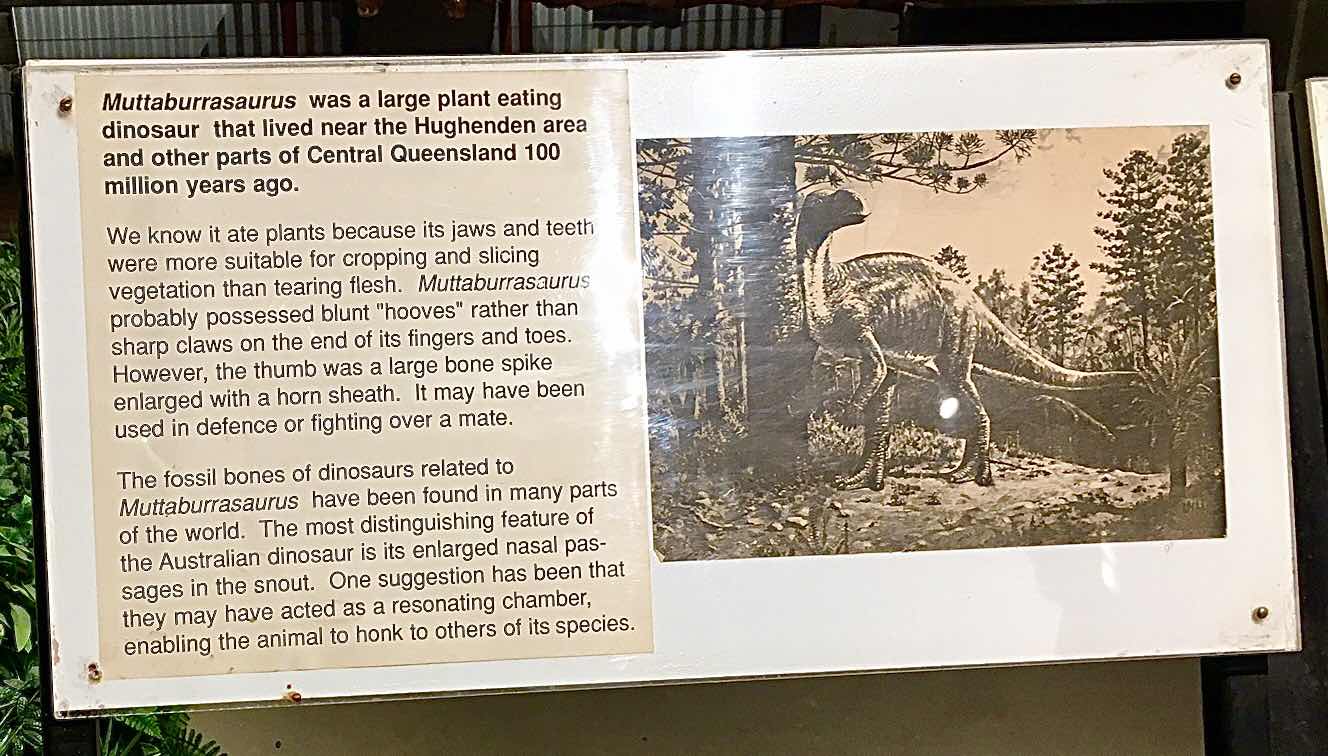 Muttaburrasaurus was a large plant eating
dinosaur that lived near the Hughenden area
and other parts of Central Queensland 100
million years ago.
We know it ate plants because its jaws and teeth
were more suitable for cropping and slicing
vegetation than tearing flesh. Muttaburrasaurus
probably possessed blunt "hooves" rather than
sharp claws on the end of its fingers and toes.
However, the thumb was a large bone spike
enlarged with a horn sheath. It may have been
used in defence or fighting over a mate.
The fossil bones of dinosaurs related to
Muttaburrasaurus have been found in many parts
of the world. The most distinguishing feature of
the Australian dinosaur is its enlarged nasal pas-
sages in the snout. One suggestion has been that
they may have acted as a resonating chamber,
enabling the animal to honk to others of its species.